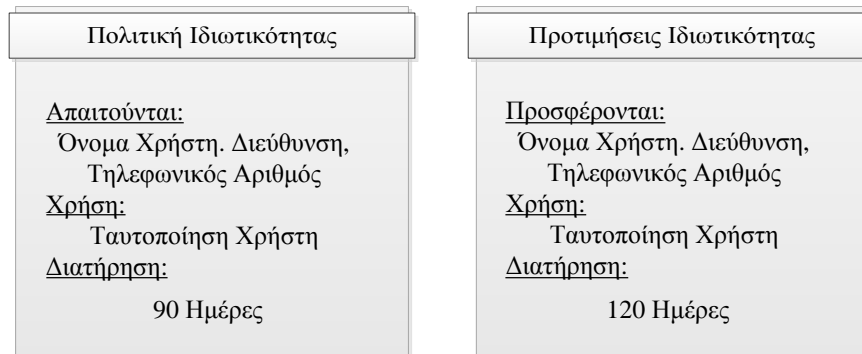 Πολιτική Ιδιωτικότητας
Απαιτούνται:
Όνομα Χρήστη. Διεύθυνση,
Τηλεφωνικός Αριθμός
Χρήση:
Ταυτοποίηση Χρήστη
Διατήρηση:
90 Ημέρες
Προτιμήσεις Ιδιωτικότητας
Προσφέρονται:
Όνομα Χρήστη. Διεύθυνση,
Τηλεφωνικός Αριθμός
Χρήση:
Ταυτοποίηση Χρήστη
Διατήρηση:
120 Ημέρες